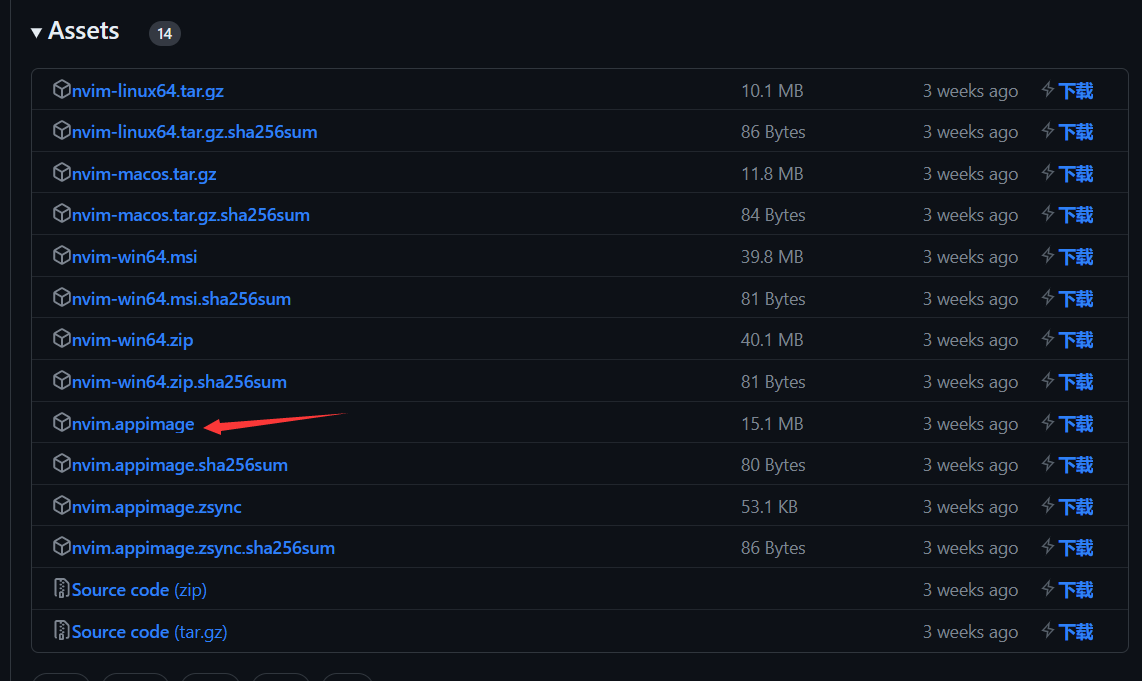 Assets 14
nvim-linux64.tar.gz 10.1 MB 3 weeks ago 下载
nvim-linux64.tar.gz.sha256sum 86 Bytes 3 weeks ago 下载
nvim-macos.tar.gz 11.8 MB 3 weeks ago 下载
nvim-macos.tar.gz.sha256sum 84 Bytes 3 weeks ago 下载
nvim-win64.msi 39.8 MB 3 weeks ago 下载
nvim-win64.msi.sha256sum 81 Bytes 3 weeks ago 下载
nvim-win64.zip 40.1 MB 3 weeks ago 下载
nvim-win64.zip.sha256sum 81 Bytes 3 weeks ago 下载
nvim.appimage 15.1 MB 3 weeks ago 下载
nvim.appimage.sha256sum 80 Bytes 3 weeks ago 下载
nvim.appimage.zsync 53.1 KB 3 weeks ago 下载
nvim.appimage.zsync.sha256sum 86 Bytes 3 weeks ago 下载
Source code (zip) 3 weeks ago 下载
Source code (tar.gz) 3 weeks ago 下载